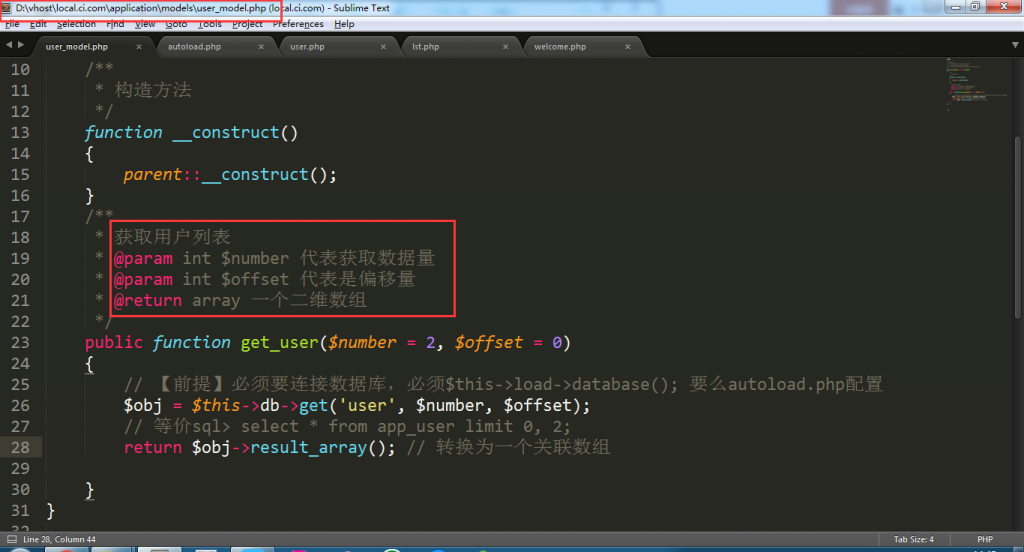 D:\vhost\local.ci.com\application\models\user_model.php (local.ci.com) - Sublime Text
File Edit Selection Find View Goto Tools Project Preferences Help
user_model.php × autoload.php × user.php × lst.php × welcome.php ×
10 /**
11 * 构造方法
12 */
13 function __construct()
14 {
15 parent::__construct();
16 }
17 /**
18 * 获取用户列表
19 * @param int $number 代表获取数据量
20 * @param int $offset 代表是偏移量
21 * @return array 一个二维数组
22 */
23 public function get_user($number = 2, $offset = 0)
24 {
25 // 【前提】必须要连接数据库，必须$this->load->database(); 要么autoload.php配置
26 $obj = $this->db->get('user', $number, $offset);
27 // 等价sql> select * from app_user limit 0, 2;
28 return $obj->result_array(); // 转换为一个关联数组
29
30 }
31 }
Line 28, Column 44 Tab Size: 4 PHP